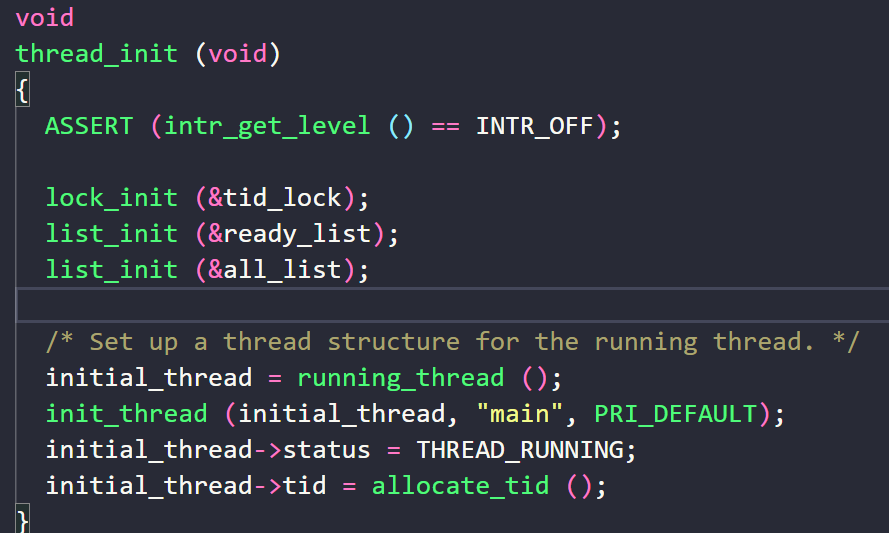 void
thread_init (void)
{
  ASSERT (intr_get_level () == INTR_OFF);

  lock_init (&tid_lock);
  list_init (&ready_list);
  list_init (&all_list);

  /* Set up a thread structure for the running thread. */
  initial_thread = running_thread ();
  init_thread (initial_thread, "main", PRI_DEFAULT);
  initial_thread->status = THREAD_RUNNING;
  initial_thread->tid = allocate_tid ();
}